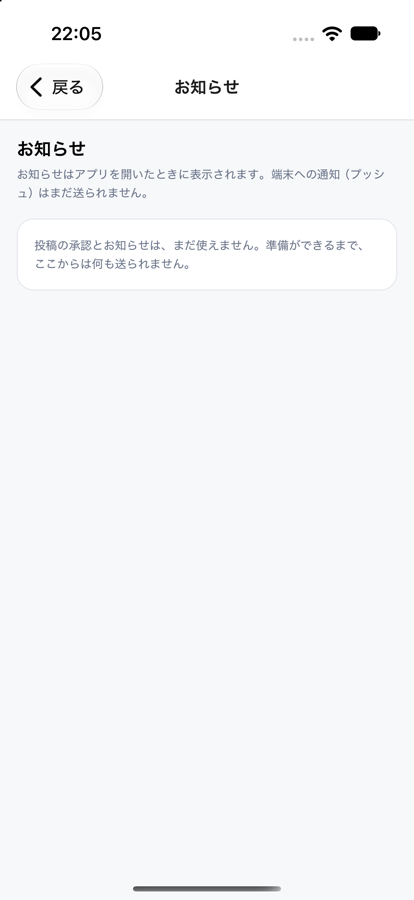 22:05
戻る
お知らせ
お知らせ
お知らせはアプリを開いたときに表示されます。端末への通知（プッシ
ュ）はまだ送られません。
投稿の承認とお知らせは、まだ使えません。準備ができるまで、
ここからは何も送られません。